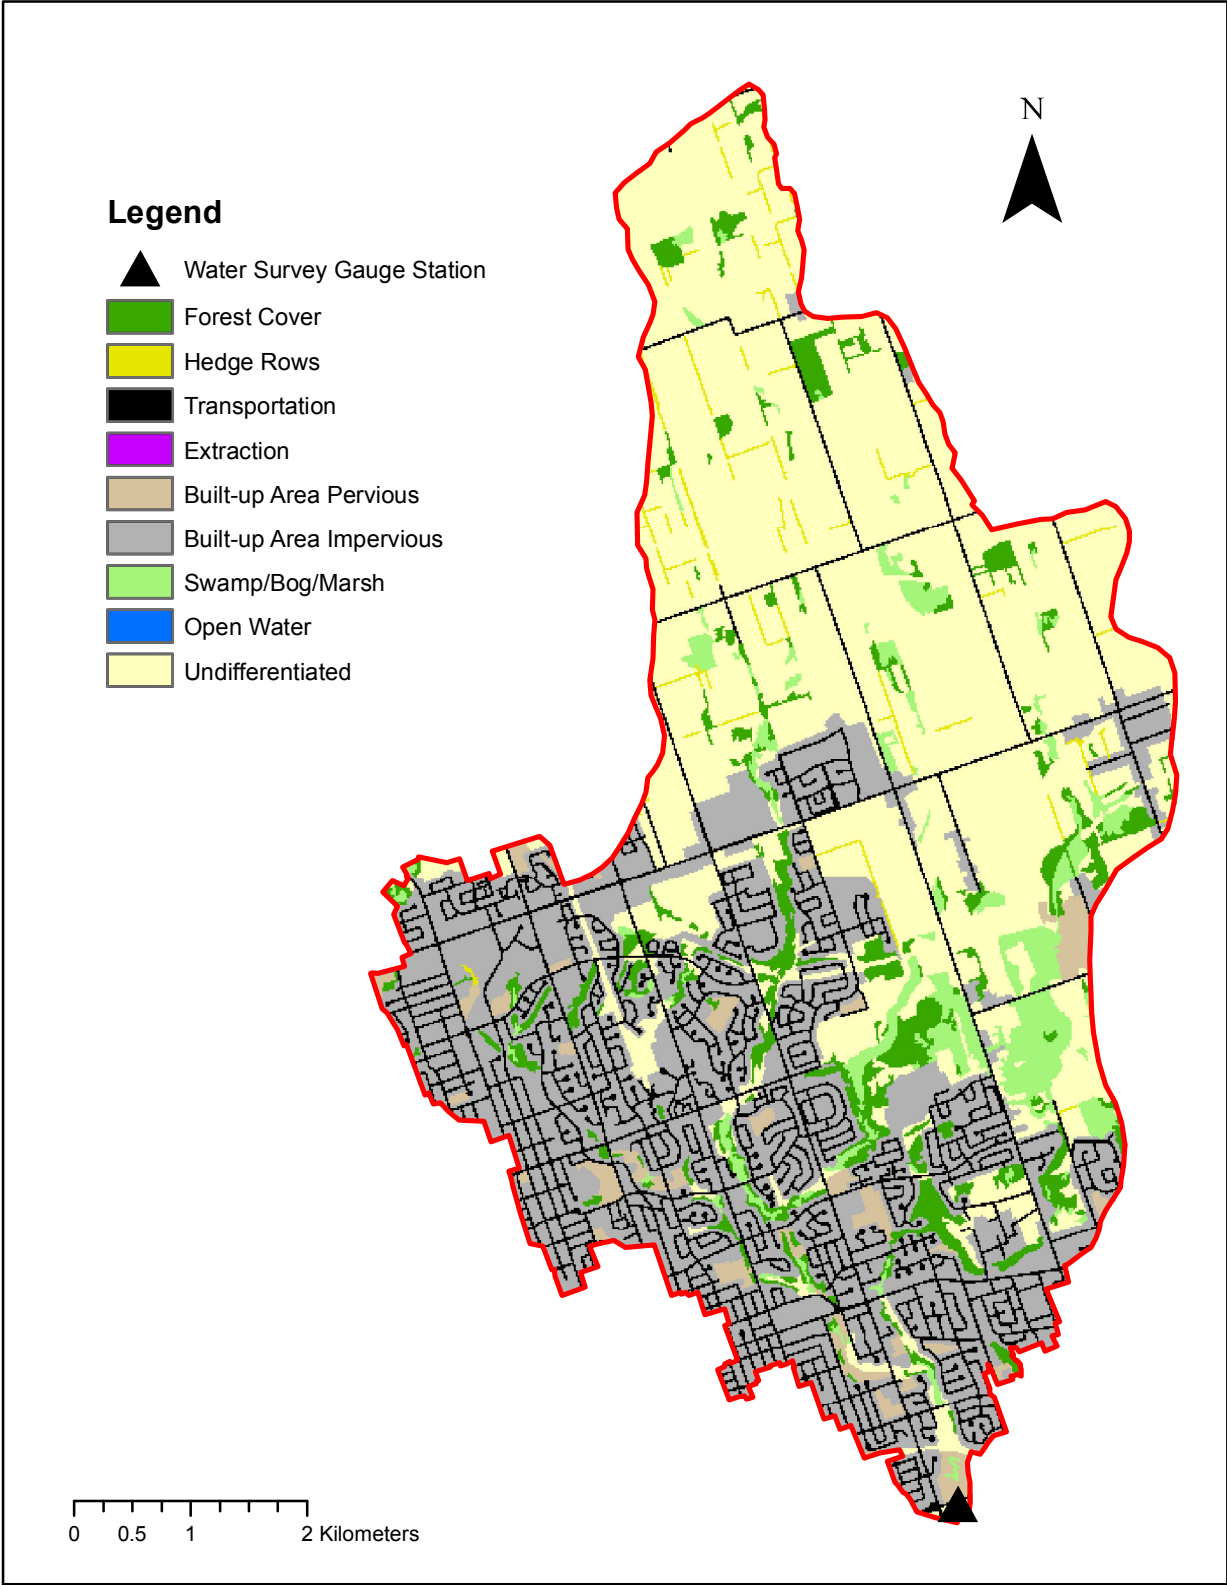 N
Legend
Water Survey Gauge Station
Forest Cover
Hedge Rows
Transportation
Extraction
Built-up Area Pervious
Built-up Area Impervious
Swamp/Bog/Marsh
Open Water
Undifferentiated
0 0.5 1 2 Kilometers